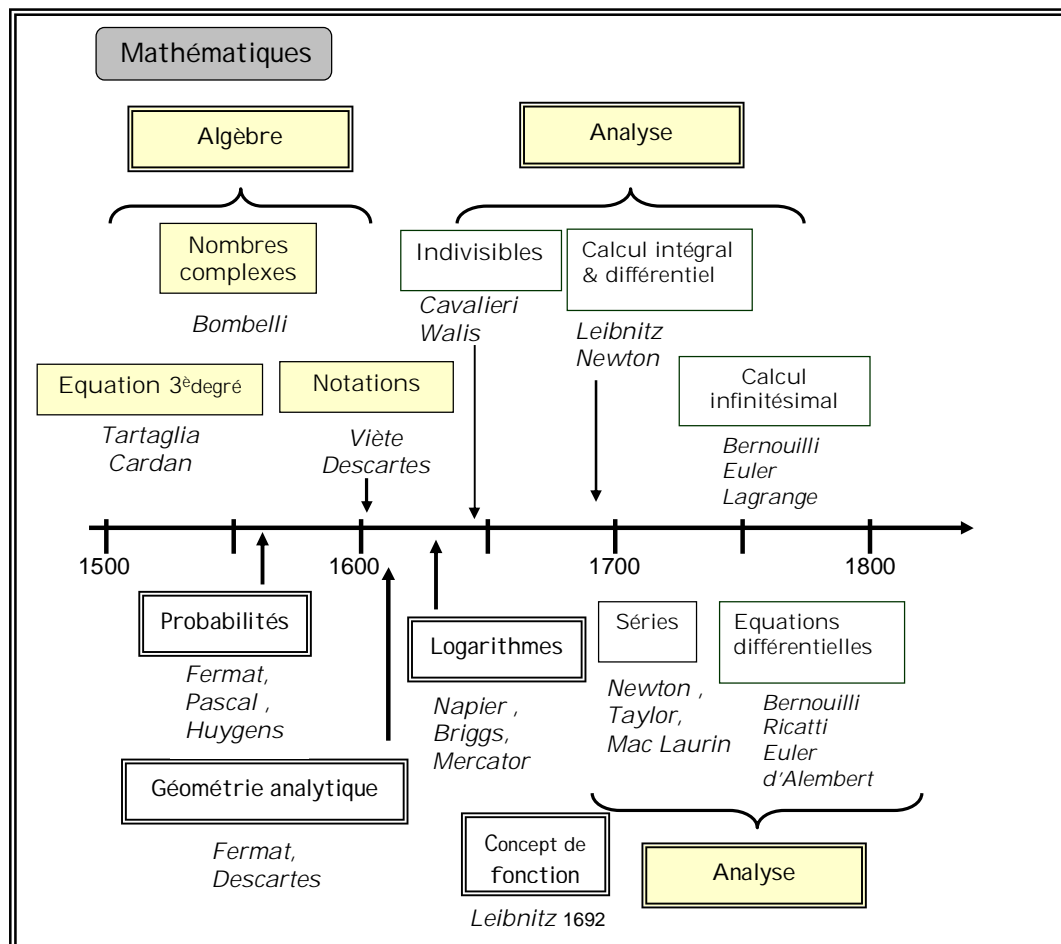 Mathématiques
Algèbre
Analyse
Nombres
complexes
Bombelli
Indivisibles
Cavalieri
Walis
Calcul intégral
& différentiel
Leibnitz
Newton
Equation 3èdegré
Tartaglia
Cardan
Notations
Viète
Descartes
Calcul
infinitésimal
Bernouilli
Euler
Lagrange
1500
1600
1700
1800
Probabilités
Fermat,
Pascal ,
Huygens
Logarithmes
Napier ,
Briggs,
Mercator
Séries
Newton ,
Taylor,
Mac Laurin
Equations
différentielles
Bernouilli
Ricatti
Euler
d'Alembert
Géométrie analytique
Fermat,
Descartes
Concept de
fonction
Leibnitz 1692
Analyse